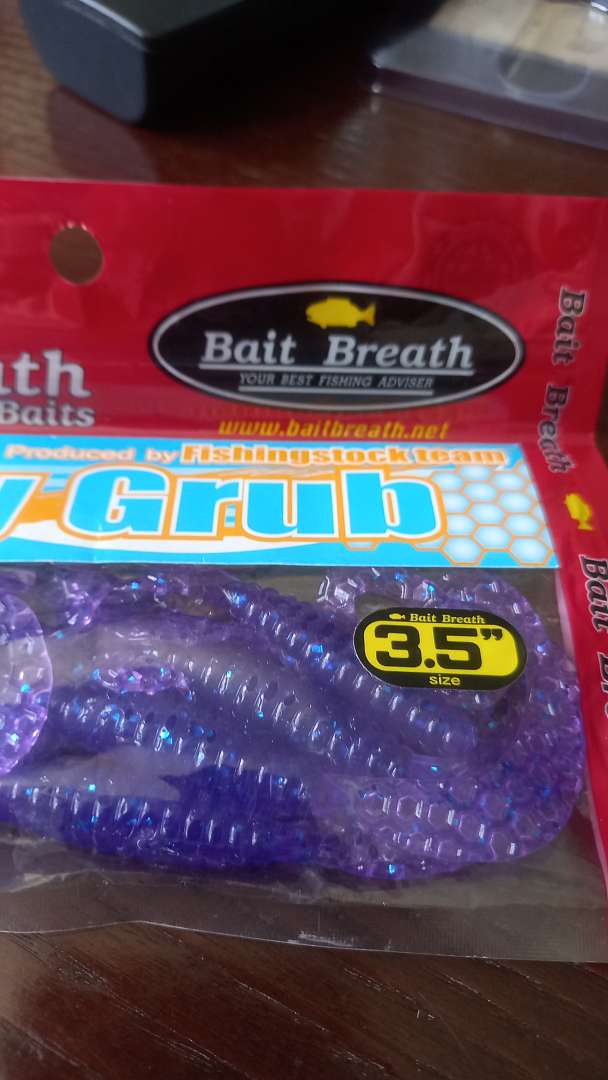 Bait Breath
YOUR BEST FISHING ADVISER
Baits
www.baitbreath.net
Produced by Fishingstock team
Grub
Bait Breath
3.5”
size
Bait Breath
Bait